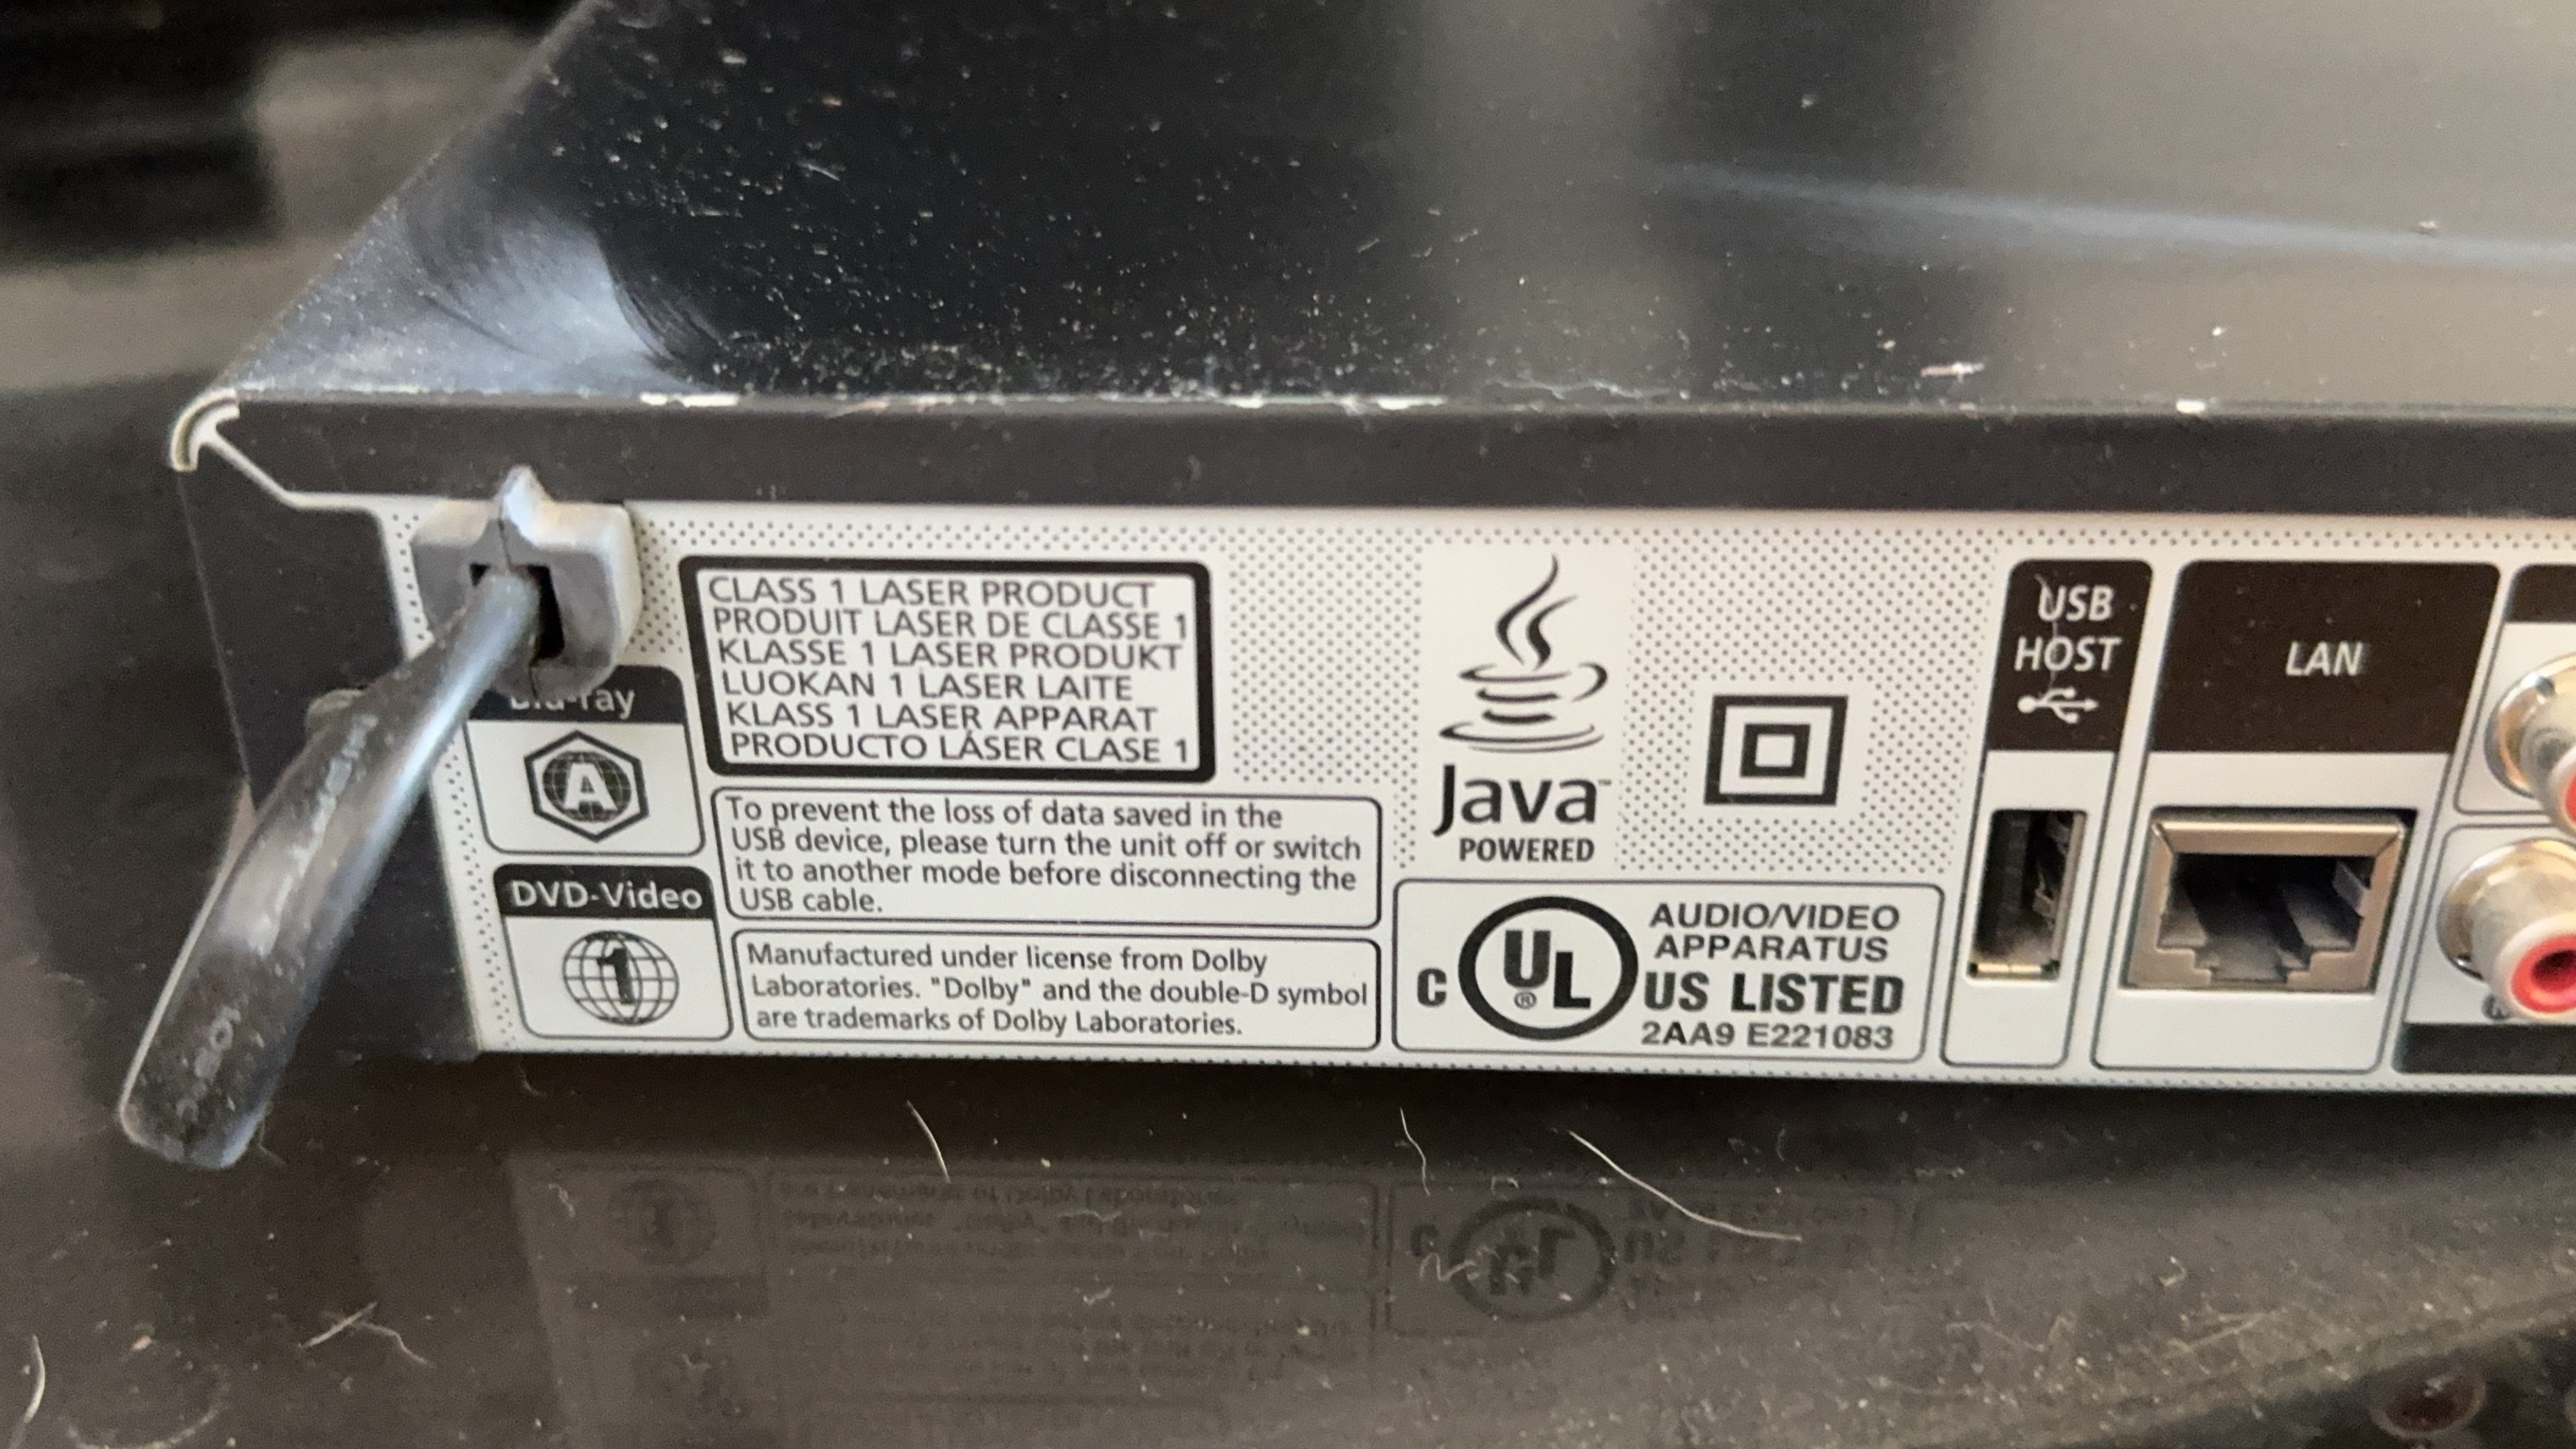 CLASS 1 LASER PRODUCT
PRODUIT LASER DE CLASSE 1
KLASSE 1 LASER PRODUKT
LUOKAN 1 LASER LAITE
KLASS 1 LASER APPARAT
PRODUCTO LÁSER CLASE 1
A
To prevent the loss of data saved in the
USB device, please turn the unit off or switch
it to another mode before disconnecting the
USB cable.
DVD-Video
1
Manufactured under license from Dolby
Laboratories. "Dolby" and the double-D symbol
are trademarks of Dolby Laboratories.
Java™
POWERED
C UL ®
AUDIO/VIDEO
APPARATUS
US LISTED
2AA9 E221083
USB
HOST
LAN